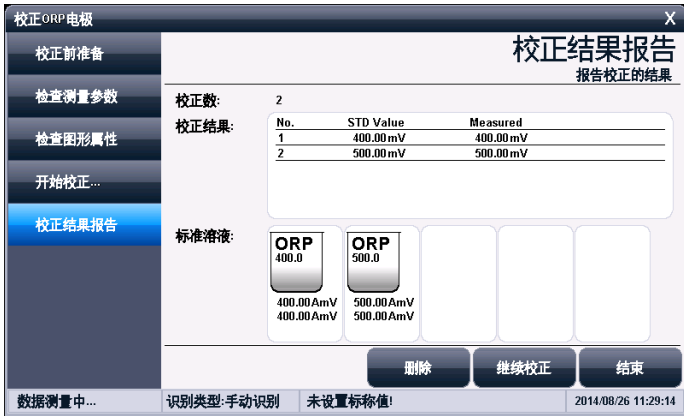 校正ORP电极 X
校正前准备
检查测量参数
检查图形属性
开始校正...
校正结果报告
校正结果报告
报告校正的结果
校正数: 2
校正结果:
No. STD Value Measured
1 400.00mV 400.00mV
2 500.00mV 500.00mV
标准溶液:
ORP ORP
400.0 500.0
400.00AmV 500.00AmV
400.00AmV 500.00AmV
删除 继续校正 结束
数据测量中... 识别类型:手动识别 未设置标称值! 2014/08/26 11:29:14